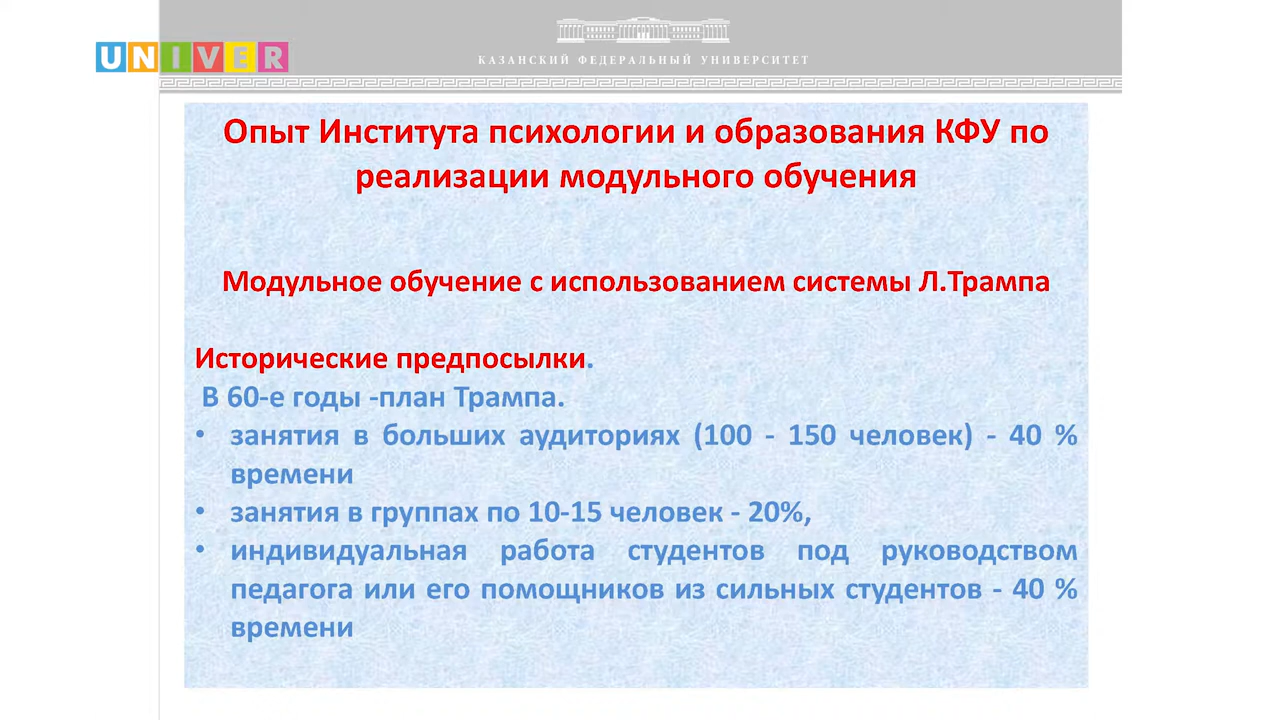 UNIVER
КАЗАНСКИЙ ФЕДЕРАЛЬНЫЙ УНИВЕРСИТЕТ
Опыт Института психологии и образования КФУ по
реализации модульного обучения
Модульное обучение с использованием системы Л.Трампа
Исторические предпосылки.
В 60-е годы -план Трампа.
• занятия в больших аудиториях (100 - 150 человек) - 40 %
времени
• занятия в группах по 10-15 человек - 20%,
• индивидуальная работа студентов под руководством
педагога или его помощников из сильных студентов - 40 %
времени